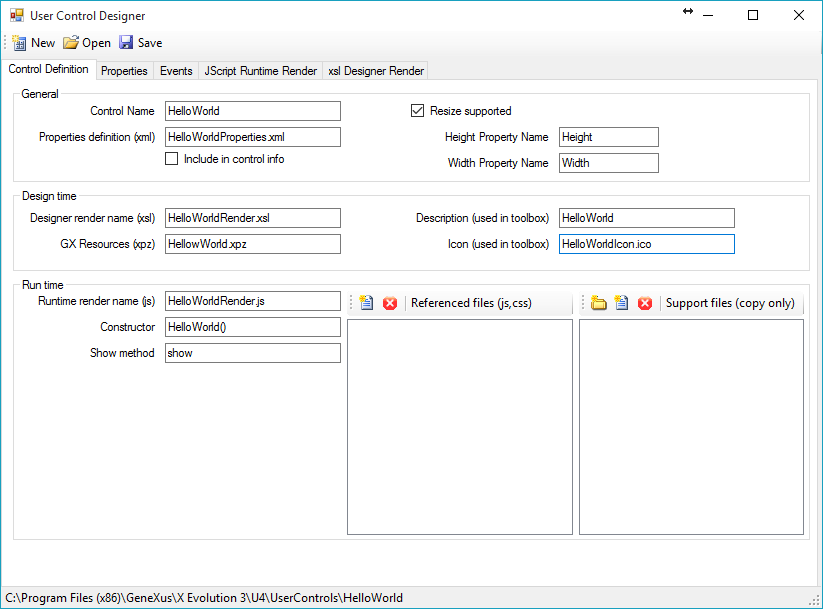 User Control Designer
New Open Save
Control Definition Properties Events JScript Runtime Render xsl Designer Render
General
Control Name HelloWorld Resize supported
Properties definition (xml) HelloWorldProperties.xml Height Property Name Height
Include in control info Width Property Name Width
Design time
Designer render name (xsl) HelloWorldRender.xsl Description (used in toolbox) HelloWorld
GX Resources (xpz) HellowWorld.xpz Icon (used in toolbox) HelloWorldIcon.ico
Run time
Runtime render name (js) HelloWorldRender.js Referenced files (js,css) Support files (copy only)
Constructor HelloWorld()
Show method show
C:\Program Files (x86)\GeneXus\X Evolution 3\U4\UserControls\HelloWorld